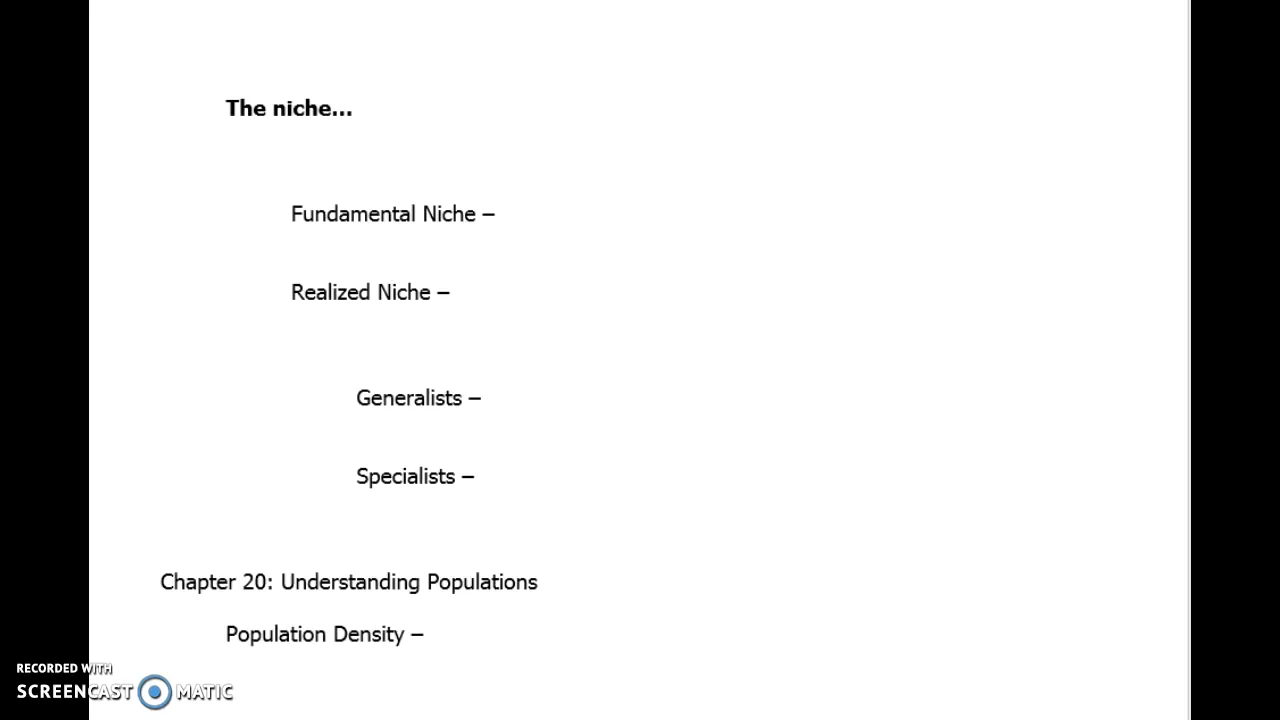 The niche...
Fundamental Niche –
Realized Niche –
Generalists –
Specialists –
Chapter 20: Understanding Populations
Population Density –
RECORDED WITH
SCREENCAST MATIC